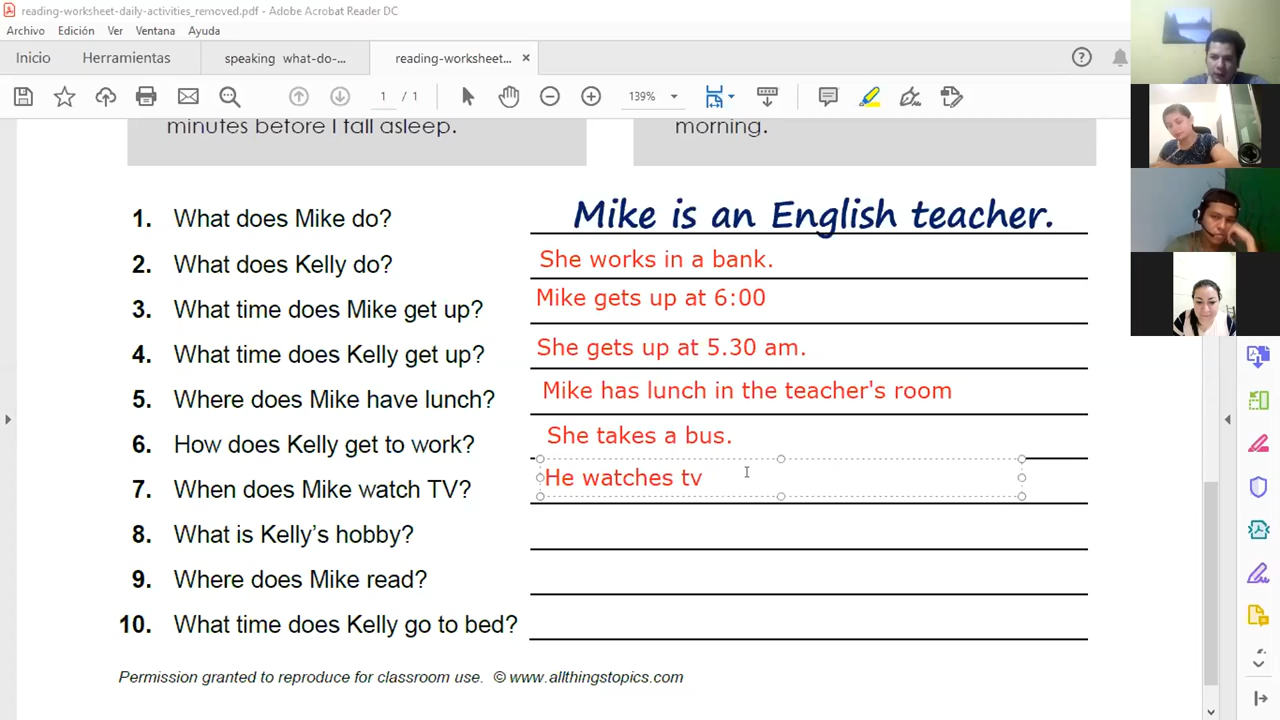 reading-worksheet-daily-activities_removed.pdf - Adobe Acrobat Reader DC
Archivo Edición Ver Ventana Ayuda
Inicio Herramientas speaking what-do-... reading-worksheet...
1 / 1 139%
minutes before I fall asleep. morning.
1. What does Mike do? Mike is an English teacher.
2. What does Kelly do? She works in a bank.
3. What time does Mike get up? Mike gets up at 6:00
4. What time does Kelly get up? She gets up at 5.30 am.
5. Where does Mike have lunch? Mike has lunch in the teacher's room
6. How does Kelly get to work? She takes a bus.
7. When does Mike watch TV? He watches tv
8. What is Kelly’s hobby?
9. Where does Mike read?
10. What time does Kelly go to bed?
Permission granted to reproduce for classroom use. © www.allthingstopics.com